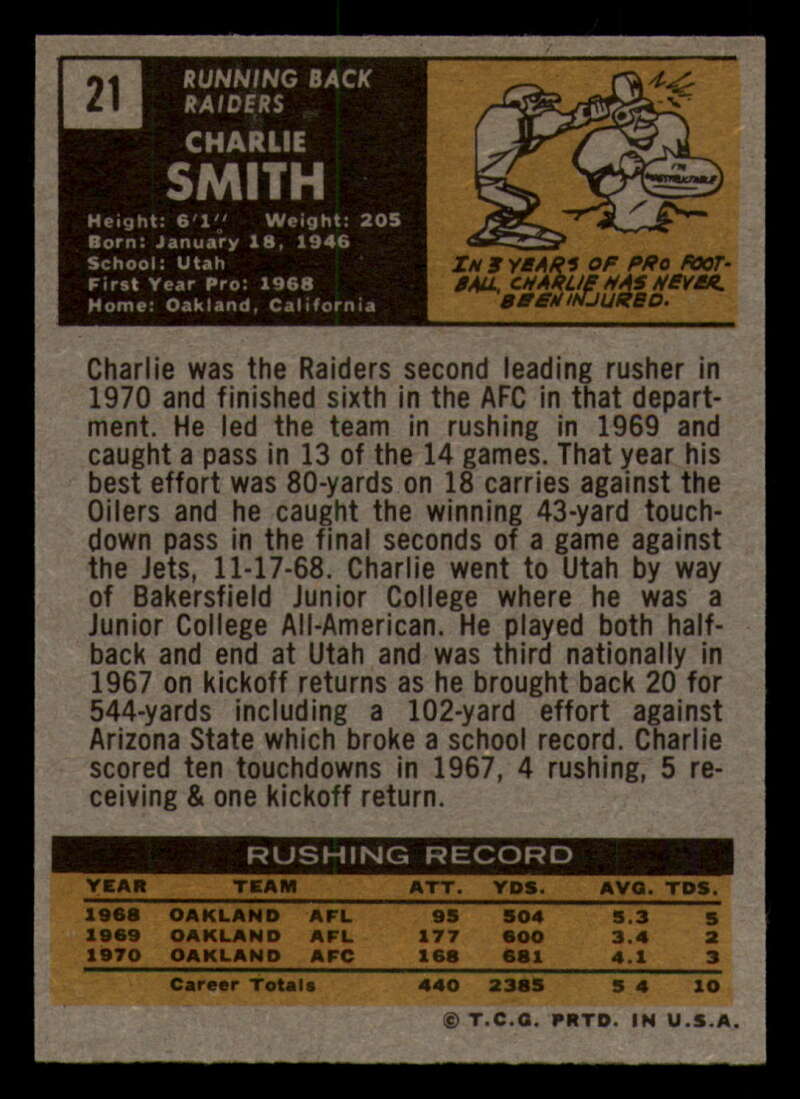 21
RUNNING BACK
RAIDERS
CHARLIE
SMITH
Height: 6'1" Weight: 205
Born: January 18, 1946
School: Utah
First Year Pro: 1968
Home: Oakland, California
I'M
INDESTRUCTABLE!
IN 3 YEARS OF PRO FOOT-
BALL, CHARLIE HAS NEVER
BEEN INJURED.
Charlie was the Raiders second leading rusher in
1970 and finished sixth in the AFC in that depart-
ment. He led the team in rushing in 1969 and
caught a pass in 13 of the 14 games. That year his
best effort was 80-yards on 18 carries against the
Oilers and he caught the winning 43-yard touch-
down pass in the final seconds of a game against
the Jets, 11-17-68. Charlie went to Utah by way
of Bakersfield Junior College where he was a
Junior College All-American. He played both half-
back and end at Utah and was third nationally in
1967 on kickoff returns as he brought back 20 for
544-yards including a 102-yard effort against
Arizona State which broke a school record. Charlie
scored ten touchdowns in 1967, 4 rushing, 5 re-
ceiving & one kickoff return.
RUSHING RECORD
YEAR TEAM ATT. YDS. AVG. TDS.
1968 OAKLAND AFL 95 504 5.3 5
1969 OAKLAND AFL 177 600 3.4 2
1970 OAKLAND AFC 168 681 4.1 3
Career Totals 440 2385 5 4 10
© T.C.G. PRTD. IN U.S.A.